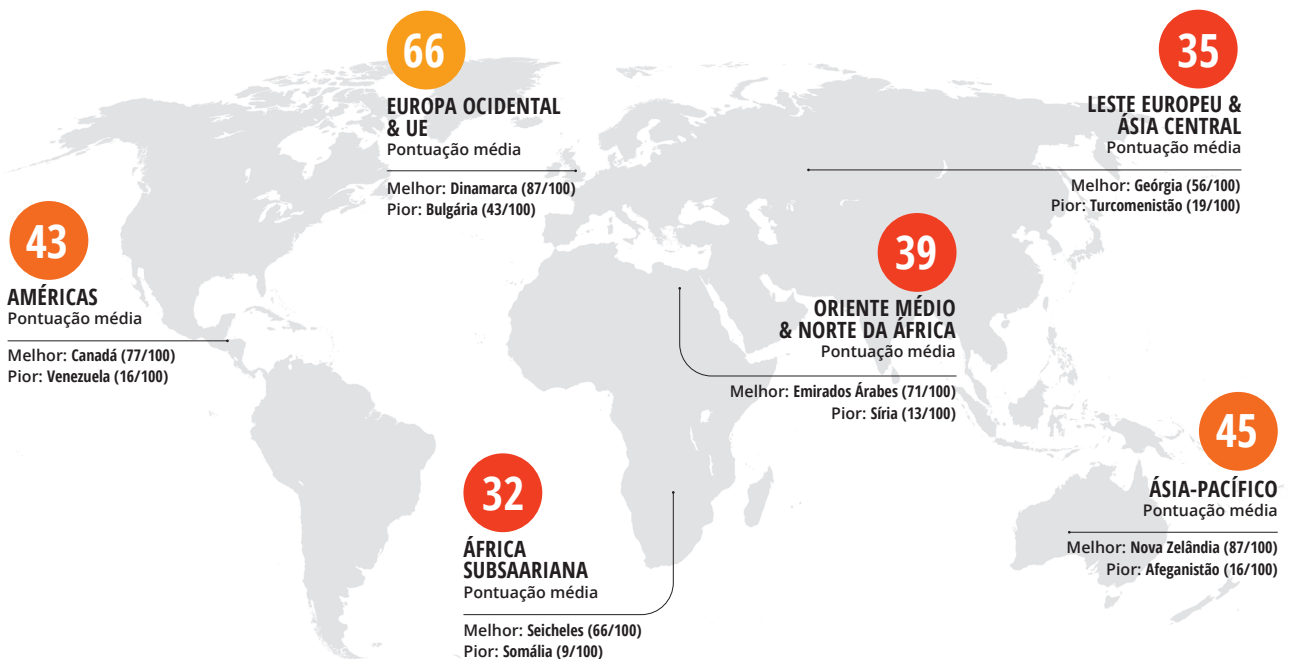 66
EUROPA OCIDENTAL
& UE
Pontuação média
Melhor: Dinamarca (87/100)
Pior: Bulgária (43/100)
35
LESTE EUROPEU &
ÁSIA CENTRAL
Pontuação média
Melhor: Geórgia (56/100)
Pior: Turcomenistão (19/100)
43
AMÉRICAS
Pontuação média
Melhor: Canadá (77/100)
Pior: Venezuela (16/100)
39
ORIENTE MÉDIO
& NORTE DA ÁFRICA
Pontuação média
Melhor: Emirados Árabes (71/100)
Pior: Síria (13/100)
32
ÁFRICA
SUBSAARIANA
Pontuação média
Melhor: Seicheles (66/100)
Pior: Somália (9/100)
45
ÁSIA-PACÍFICO
Pontuação média
Melhor: Nova Zelândia (87/100)
Pior: Afeganistão (16/100)